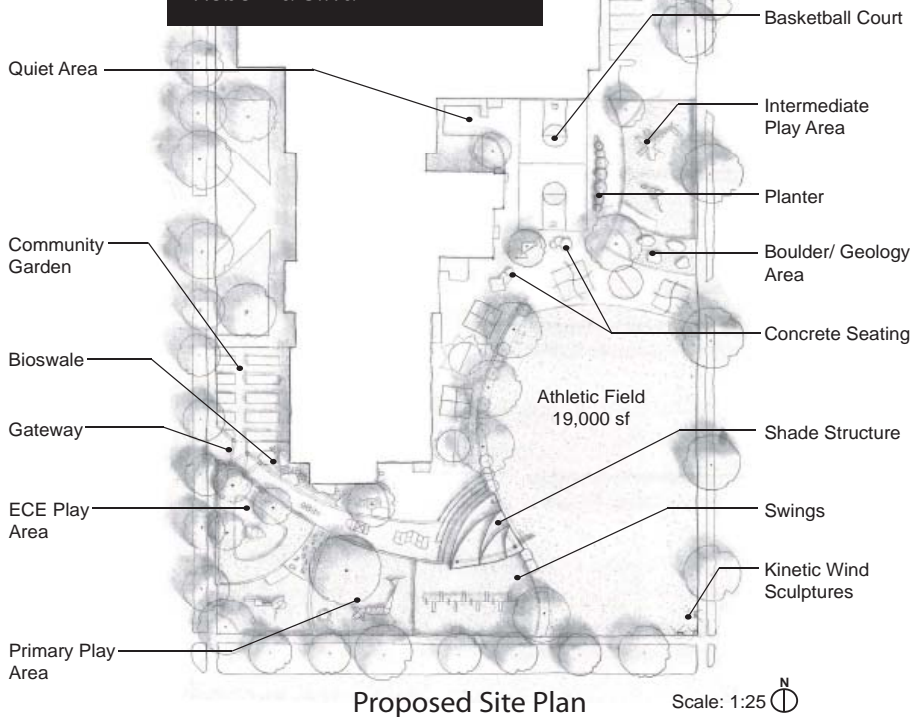 Basketball Court
Quiet Area
Intermediate
Play Area
Planter
Community
Garden
Boulder/ Geology
Area
Concrete Seating
Bioswale
Athletic Field
19,000 sf
Gateway
Shade Structure
ECE Play
Area
Swings
Kinetic Wind
Sculptures
Primary Play
Area
Proposed Site Plan
Scale: 1:25
N